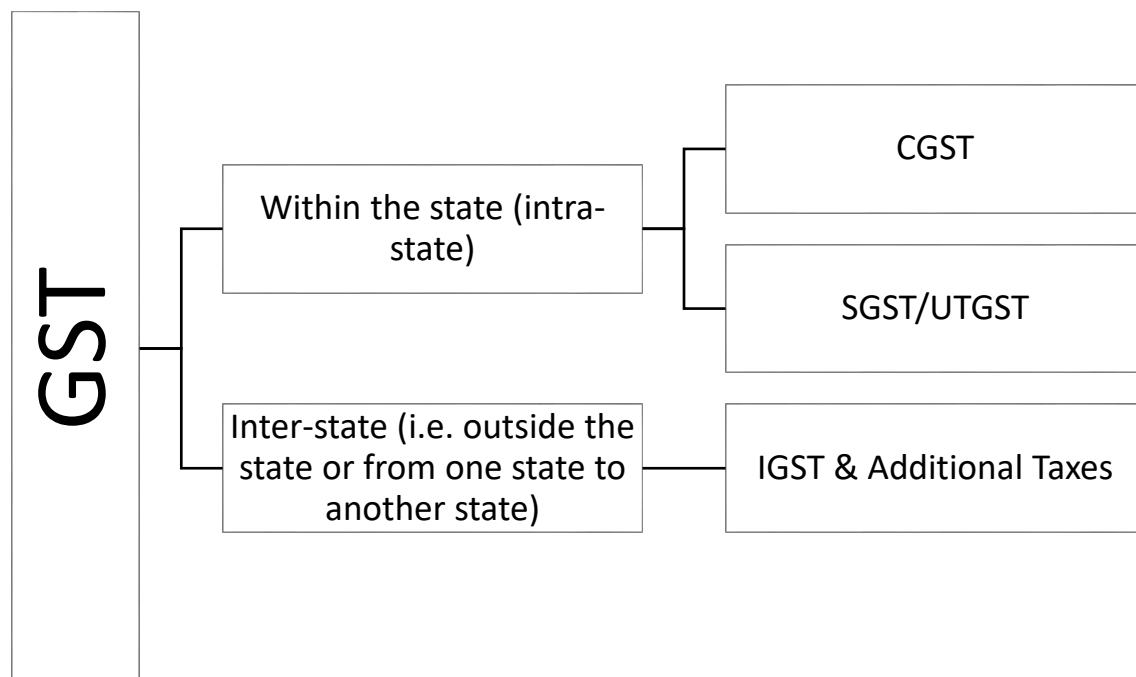 GST
Within the state (intra-
state)
CGST
SGST/UTGST
Inter-state (i.e. outside the
state or from one state to
another state)
IGST & Additional Taxes